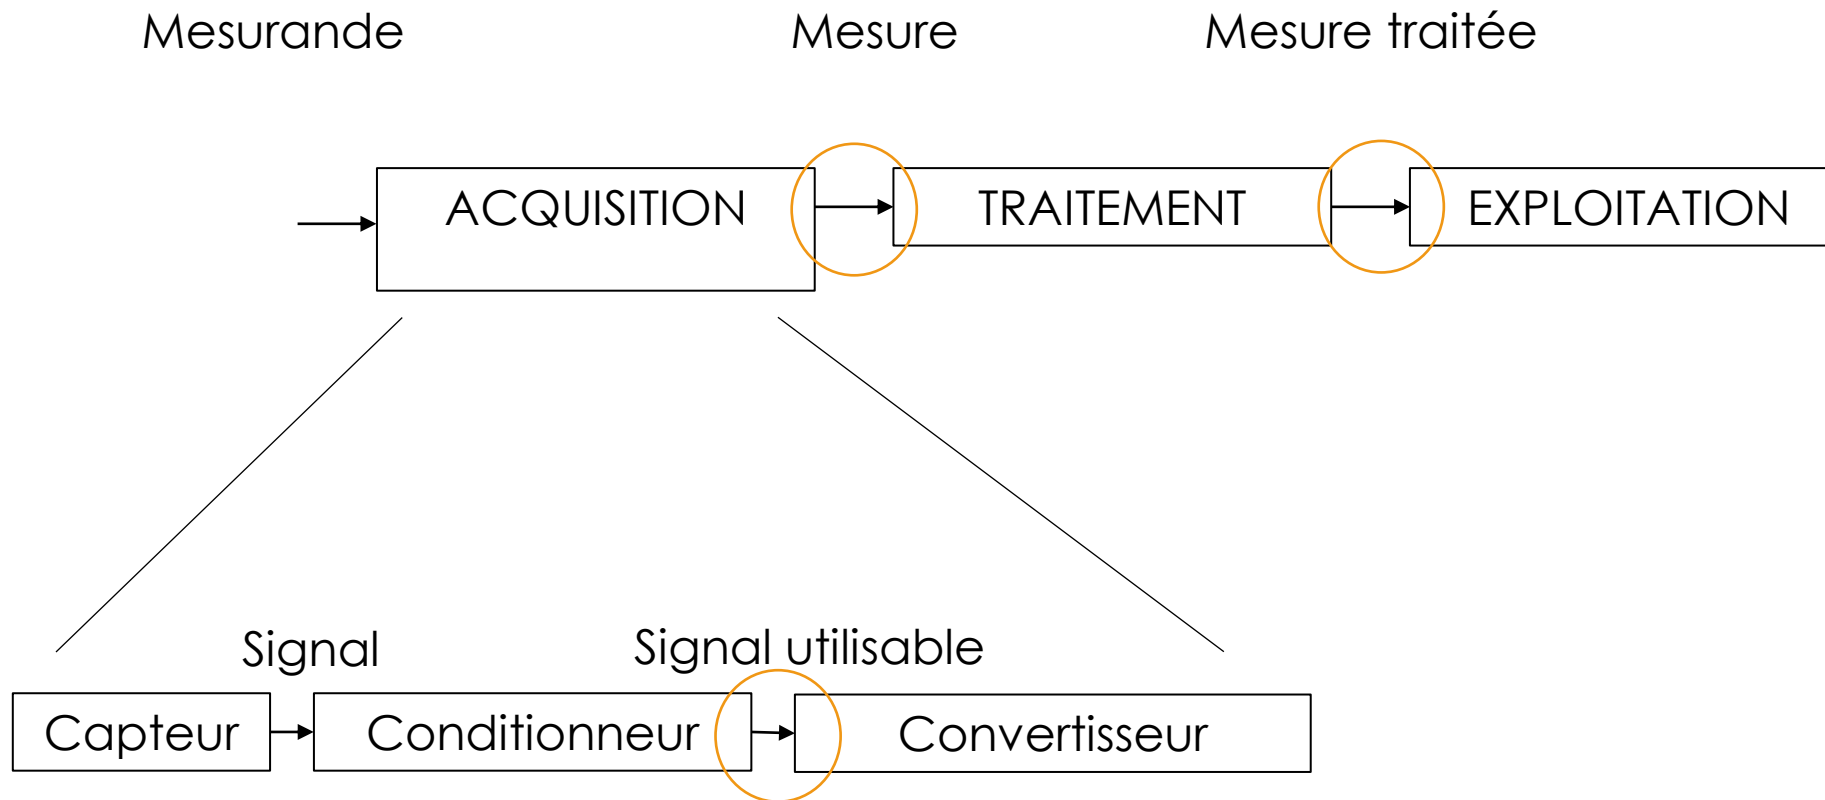 Mesurande Mesure Mesure traitée
ACQUISITION TRAITEMENT EXPLOITATION
Signal Signal utilisable
Capteur Conditionneur Convertisseur